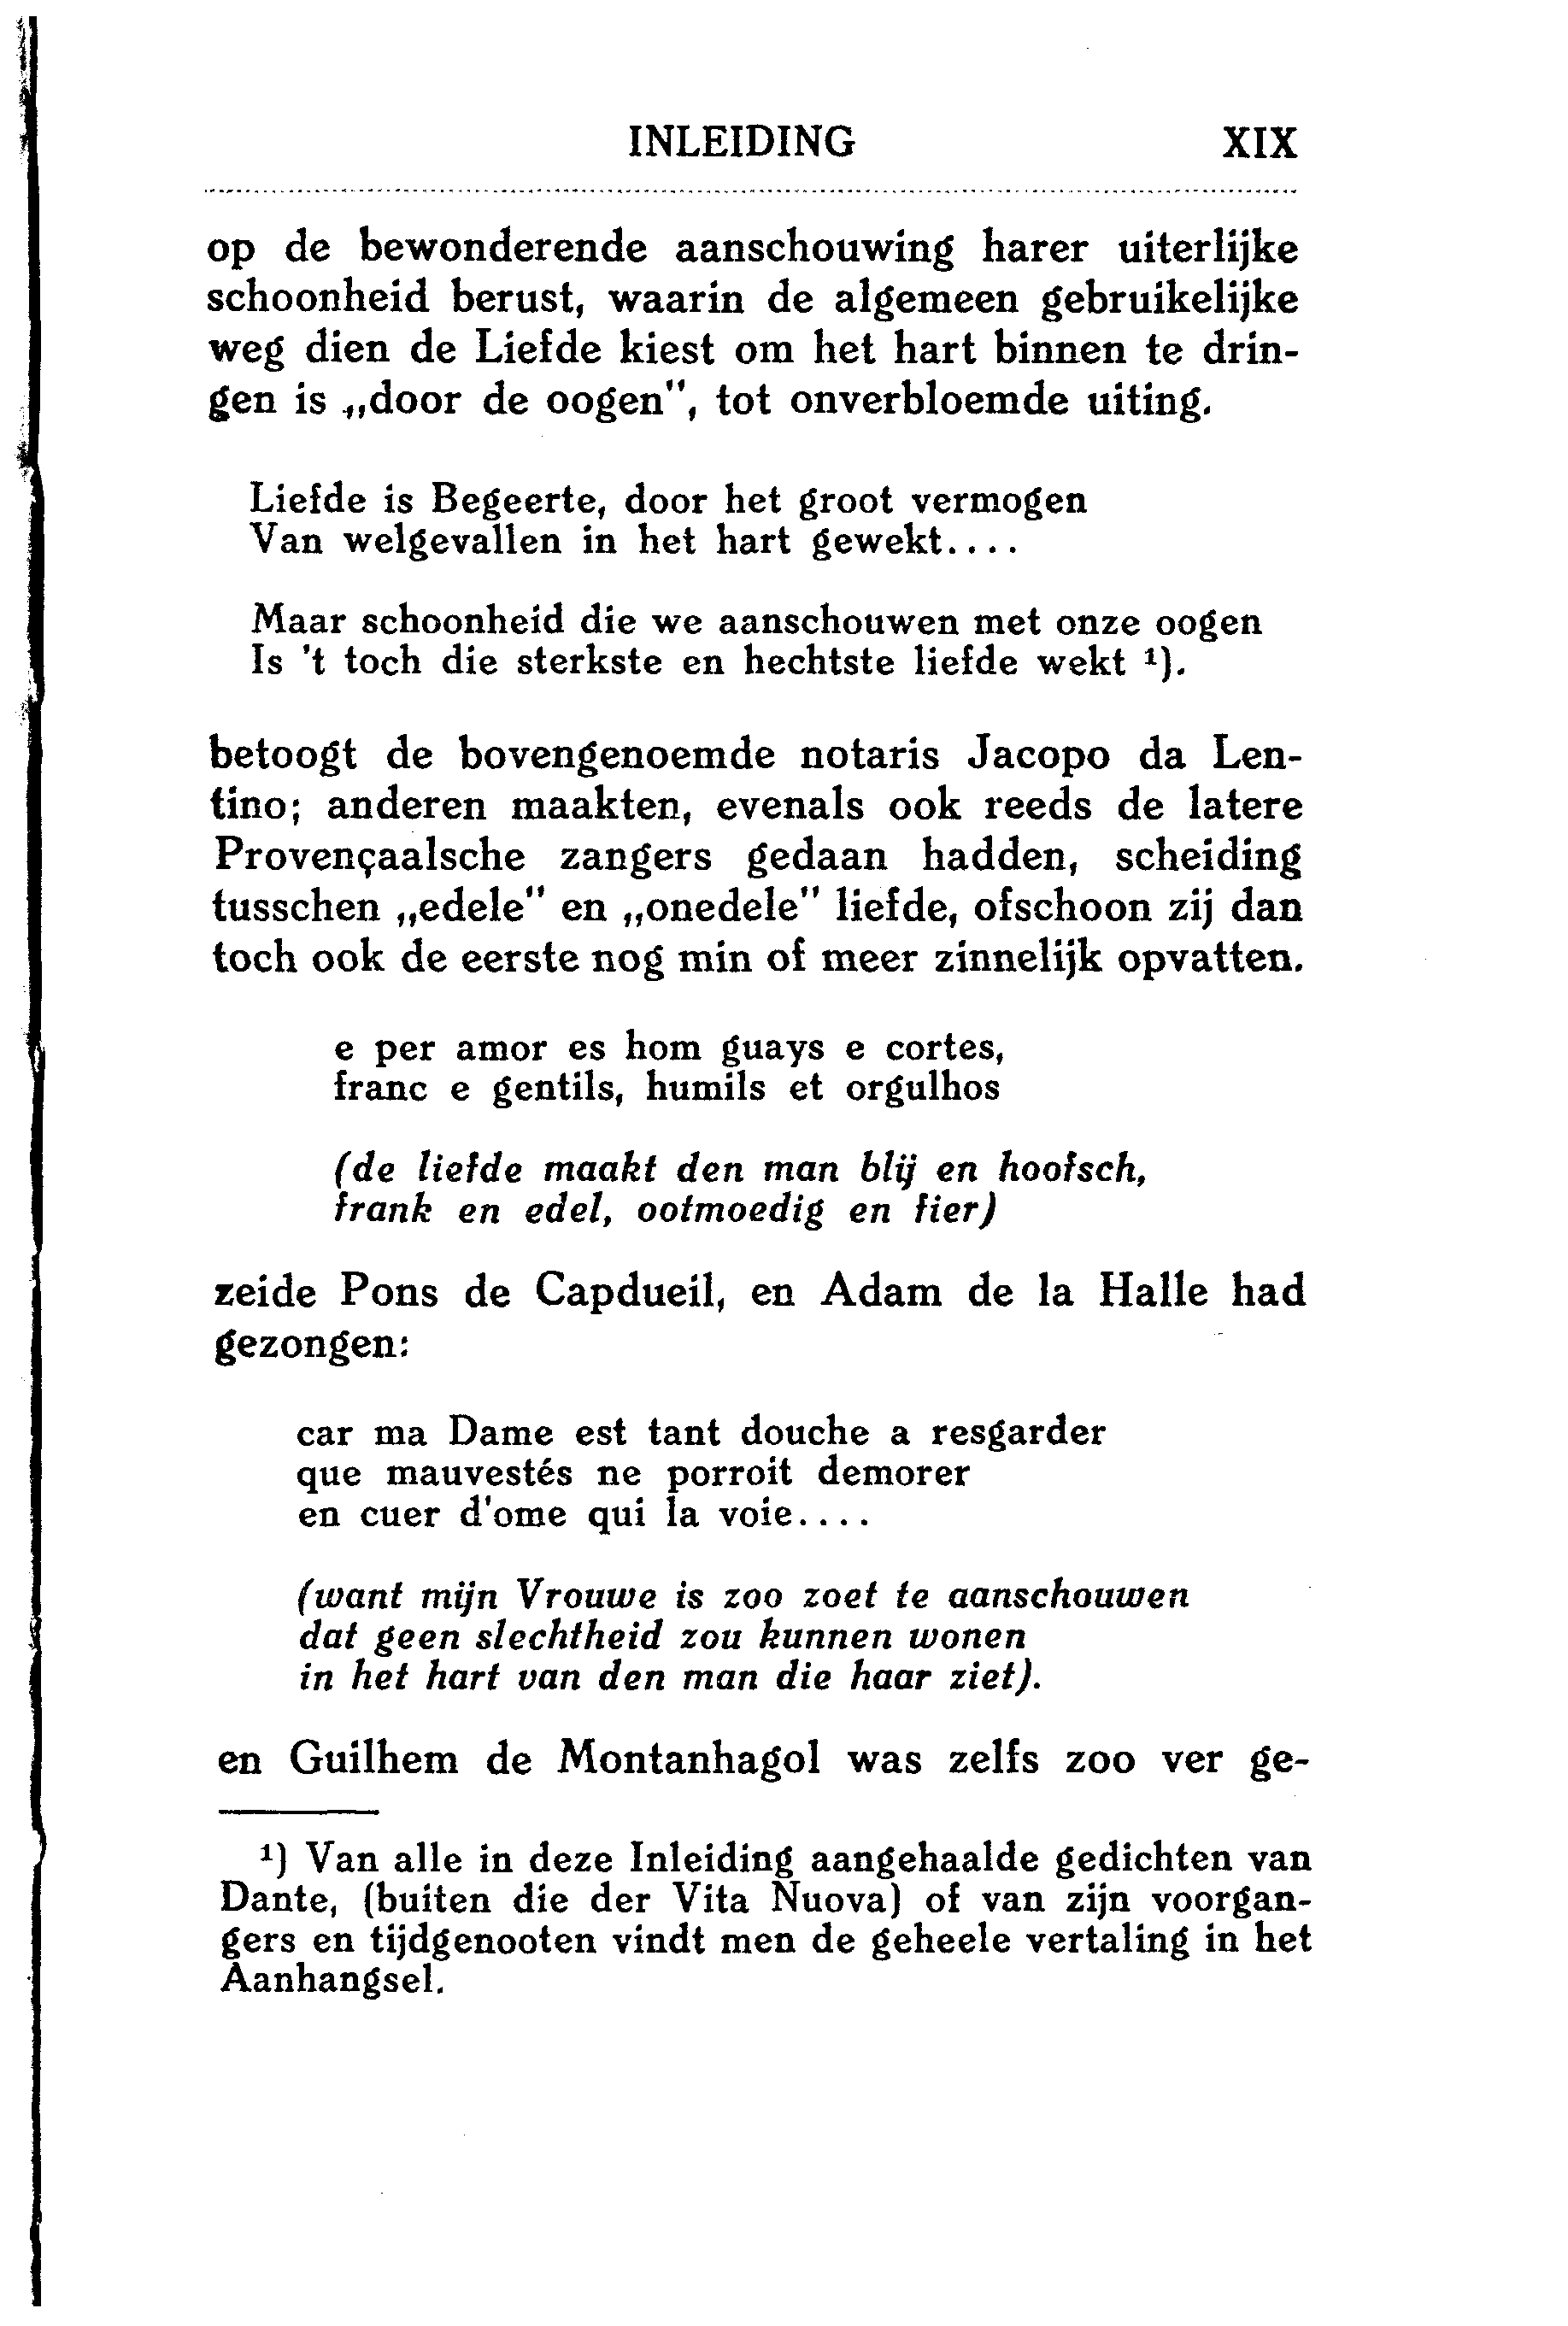 INLEIDING XIX
op de bewonderende aanschouwing harer uiterlijke
schoonheid berust, waarin de algemeen gebruikelijke
weg dien de Liefde kiest om het hart binnen te drin-
gen is „door de oogen", tot onverbloemde uiting.
Liefde is Begeerte, door het groot vermogen
Van welgevallen in het hart gewekt....
Maar schoonheid die we aanschouwen met onze oogen
Is 't toch die sterkste en hechtste liefde wekt ¹).
betoogt de bovengenoemde notaris Jacopo da Len-
tino; anderen maakten, evenals ook reeds de latere
Provençaalsche zangers gedaan hadden, scheiding
tusschen „edele" en „onedele" liefde, ofschoon zij dan
toch ook de eerste nog min of meer zinnelijk opvatten.
e per amor es hom guays e cortes,
franc e gentils, humils et orgulhos
(de liefde maakt den man blij en hoofsch,
frank en edel, ootmoedig en fier)
zeide Pons de Capdueil, en Adam de la Halle had
gezongen:
car ma Dame est tant douche a resgarder
que mauvestés ne porroit demorer
en cuer d'ome qui la voie....
(want mijn Vrouwe is zoo zoet te aanschouwen
dat geen slechtheid zou kunnen wonen
in het hart van den man die haar ziet).
en Guilhem de Montanhagol was zelfs zoo ver ge-
¹) Van alle in deze Inleiding aangehaalde gedichten van
Dante, (buiten die der Vita Nuova) of van zijn voorgan-
gers en tijdgenooten vindt men de geheele vertaling in het
Aanhangsel.